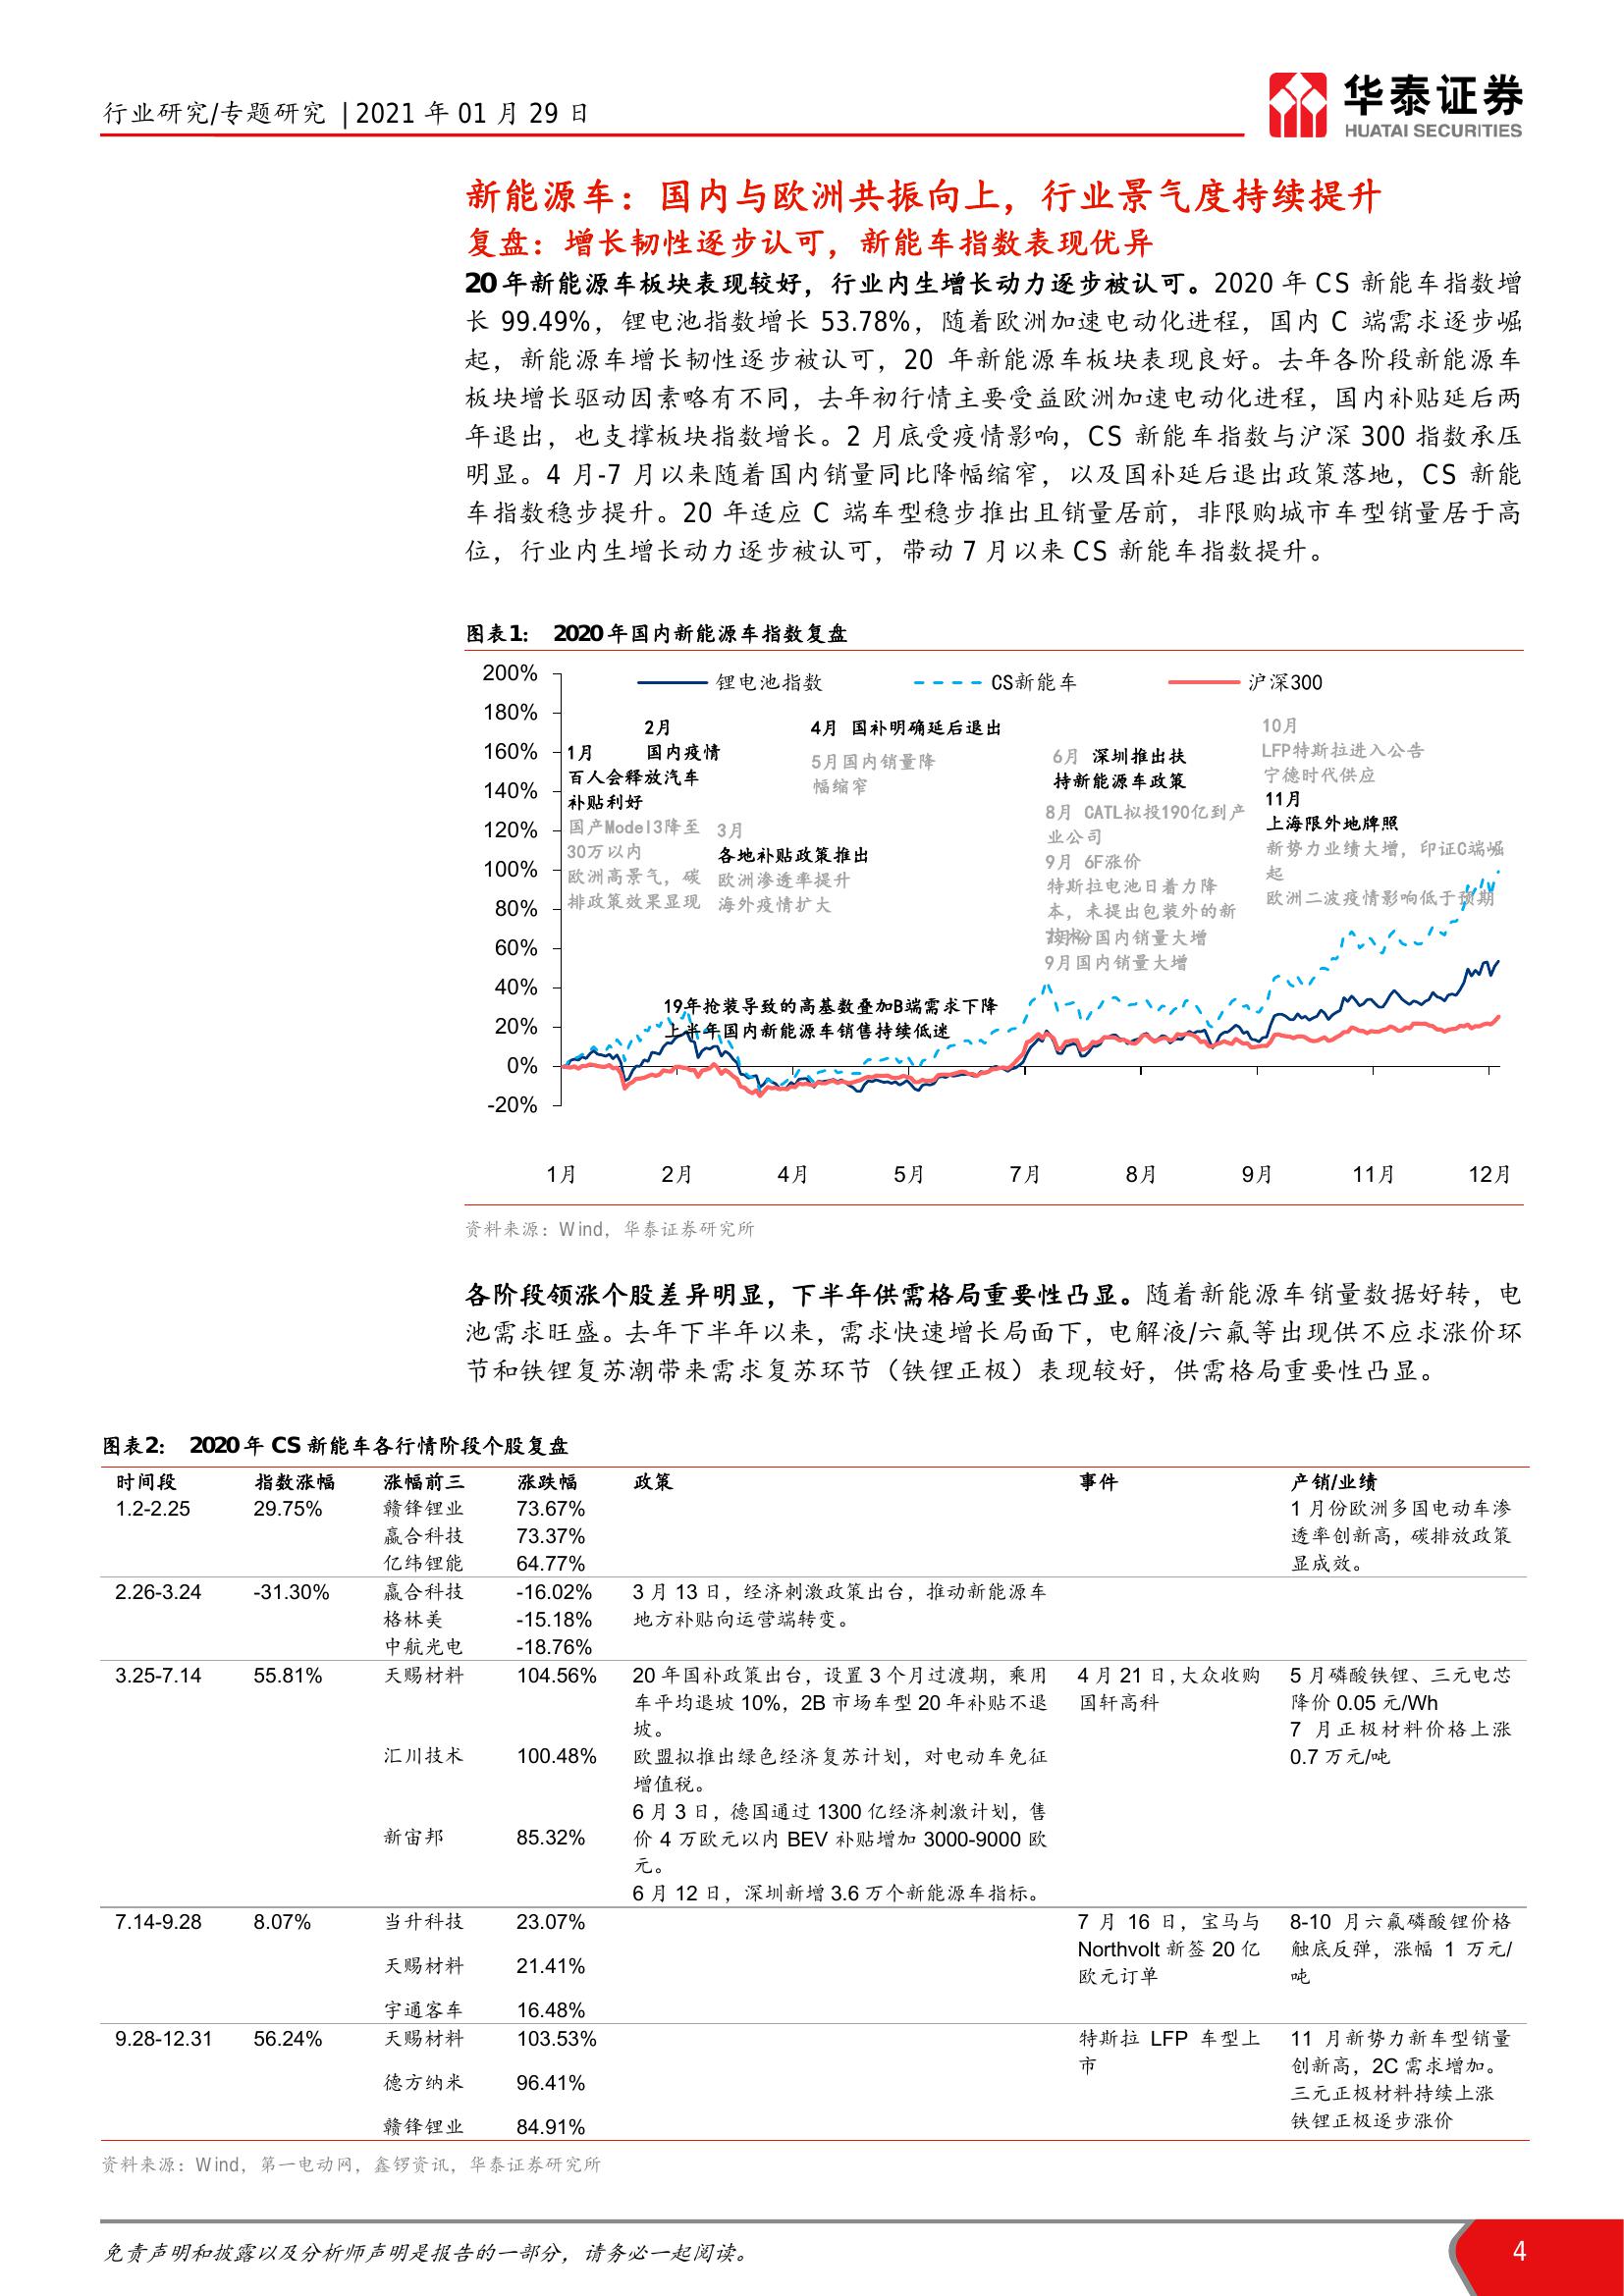 行业研究/专题研究 | 2021 年 01 月 29 日
华泰证券
HUATAI SECURITIES
新能源车：国内与欧洲共振向上，行业景气度持续提升
复盘：增长韧性逐步认可，新能车指数表现优异
20 年新能源车板块表现较好，行业内生增长动力逐步被认可。2020 年 CS 新能车指数增
长 99.49%，锂电池指数增长 53.78%，随着欧洲加速电动化进程，国内 C 端需求逐步崛
起，新能源车增长韧性逐步被认可，20 年新能源车板块表现良好。去年各阶段新能源车
板块增长驱动因素略有不同，去年初行情主要受益欧洲加速电动化进程，国内补贴延后两
年退出，也支撑板块指数增长。2 月底受疫情影响，CS 新能车指数与沪深 300 指数承压
明显。4 月-7 月以来随着国内销量同比降幅缩窄，以及国补延后退出政策落地，CS 新能
车指数稳步提升。20 年适应 C 端车型稳步推出且销量居前，非限购城市车型销量居于高
位，行业内生增长动力逐步被认可，带动 7 月以来 CS 新能车指数提升。
图表1： 2020 年国内新能源车指数复盘
200%
180%
160%
140%
120%
100%
80%
60%
40%
20%
0%
-20%
锂电池指数
CS新能车
沪深300
1月
百人会释放汽车
补贴利好
国产Model3降至
30万以内
欧洲高景气，碳
排政策效果显现
2月
国内疫情
3月
各地补贴政策推出
欧洲渗透率提升
海外疫情扩大
4月 国补明确延后退出
5月国内销量降
幅缩窄
19年抢装导致的高基数叠加B端需求下降
上半年国内新能源车销售持续低迷
6月 深圳推出扶
持新能源车政策
8月 CATL拟投190亿到产
业公司
9月 6F涨价
特斯拉电池日着力降
本，未提出包装外的新
份国内销量大增
9月国内销量大增
10月
LFP特斯拉进入公告
宁德时代供应
11月
上海限外地牌照
新势力业绩大增，印证C端崛
起
欧洲二波疫情影响低于预期
1月 2月 4月 5月 7月 8月 9月 11月 12月
资料来源：Wind，华泰证券研究所
各阶段领涨个股差异明显，下半年供需格局重要性凸显。随着新能源车销量数据好转，电
池需求旺盛。去年下半年以来，需求快速增长局面下，电解液/六氟等出现供不应求涨价环
节和铁锂复苏潮带来需求复苏环节（铁锂正极）表现较好，供需格局重要性凸显。
图表2： 2020 年 CS 新能车各行情阶段个股复盘
时间段 指数涨幅 涨幅前三 涨跌幅 政策 事件 产销/业绩
1.2-2.25 29.75% 赣锋锂业 73.67% 1 月份欧洲多国电动车渗
赢合科技 73.37% 透率创新高，碳排放政策
亿纬锂能 64.77% 显成效。
2.26-3.24 -31.30% 赢合科技 -16.02% 3 月 13 日，经济刺激政策出台，推动新能源车
格林美 -15.18% 地方补贴向运营端转变。
中航光电 -18.76%
3.25-7.14 55.81% 天赐材料 104.56% 20 年国补政策出台，设置 3 个月过渡期，乘用 4 月 21 日，大众收购 5 月磷酸铁锂、三元电芯
车平均退坡 10%，2B 市场车型 20 年补贴不退 国轩高科 降价 0.05 元/Wh
坡。 7 月正极材料价格上涨
汇川技术 100.48% 欧盟拟推出绿色经济复苏计划，对电动车免征 0.7 万元/吨
增值税。
6 月 3 日，德国通过 1300 亿经济刺激计划，售
新宙邦 85.32% 价 4 万欧元以内 BEV 补贴增加 3000-9000 欧
元。
6 月 12 日，深圳新增 3.6 万个新能源车指标。
7.14-9.28 8.07% 当升科技 23.07% 7 月 16 日，宝马与 8-10 月六氟磷酸锂价格
Northvolt 新签 20 亿 触底反弹，涨幅 1 万元/
天赐材料 21.41% 欧元订单 吨
宇通客车 16.48%
9.28-12.31 56.24% 天赐材料 103.53% 特斯拉 LFP 车型上 11 月新势力新车型销量
市 创新高，2C 需求增加。
德方纳米 96.41% 三元正极材料持续上涨
赣锋锂业 84.91% 铁锂正极逐步涨价
资料来源：Wind，第一电动网，鑫锣资讯，华泰证券研究所
免责声明和披露以及分析师声明是报告的一部分，请务必一起阅读。
4